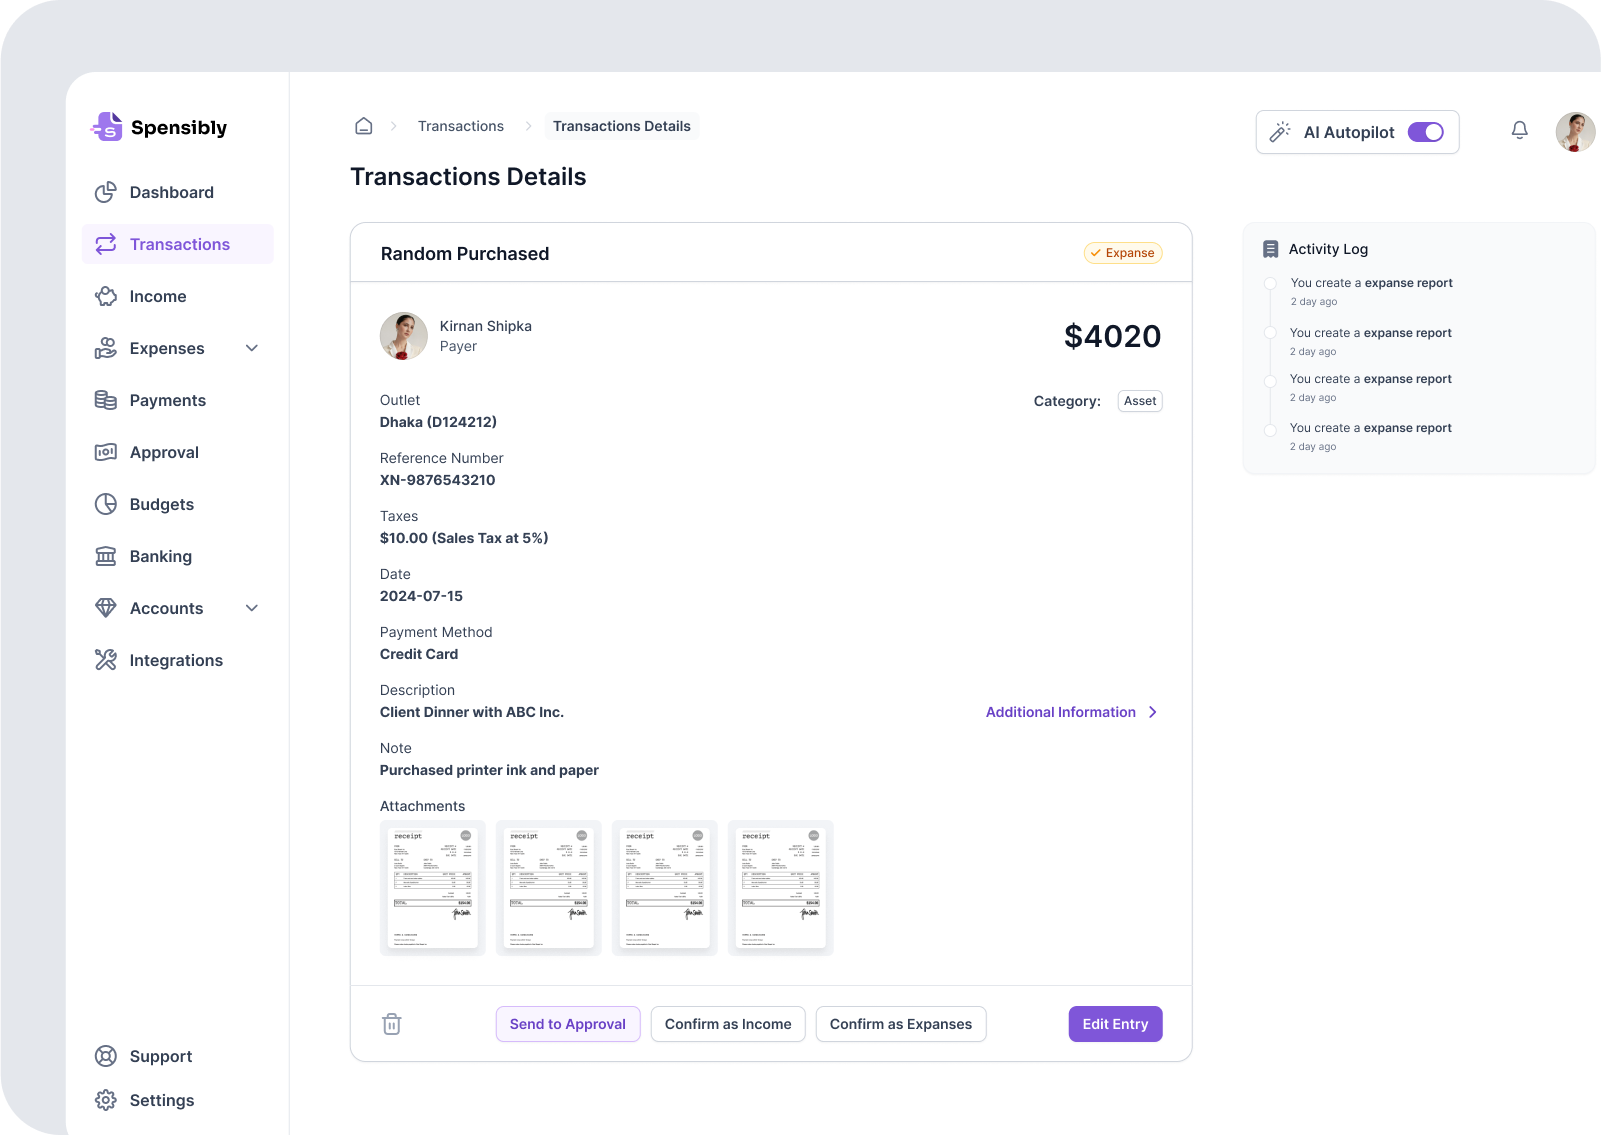 Spensibly
Dashboard
Transactions
Income
Expenses
Payments
Approval
Budgets
Banking
Accounts
Integrations
Support
Settings
Transactions
Transactions Details
AI Autopilot
Transactions Details
Random Purchased
Expanse
Kirnan Shipka
Payer
$4020
Outlet
Dhaka (D124212)
Category:
Asset
Reference Number
XN-9876543210
Taxes
$10.00 (Sales Tax at 5%)
Date
2024-07-15
Payment Method
Credit Card
Description
Client Dinner with ABC Inc.
Additional Information
Note
Purchased printer ink and paper
Attachments
receipt
receipt
receipt
receipt
Send to Approval
Confirm as Income
Confirm as Expanses
Edit Entry
Activity Log
You create a expanse report
2 day ago
You create a expanse report
2 day ago
You create a expanse report
2 day ago
You create a expanse report
2 day ago